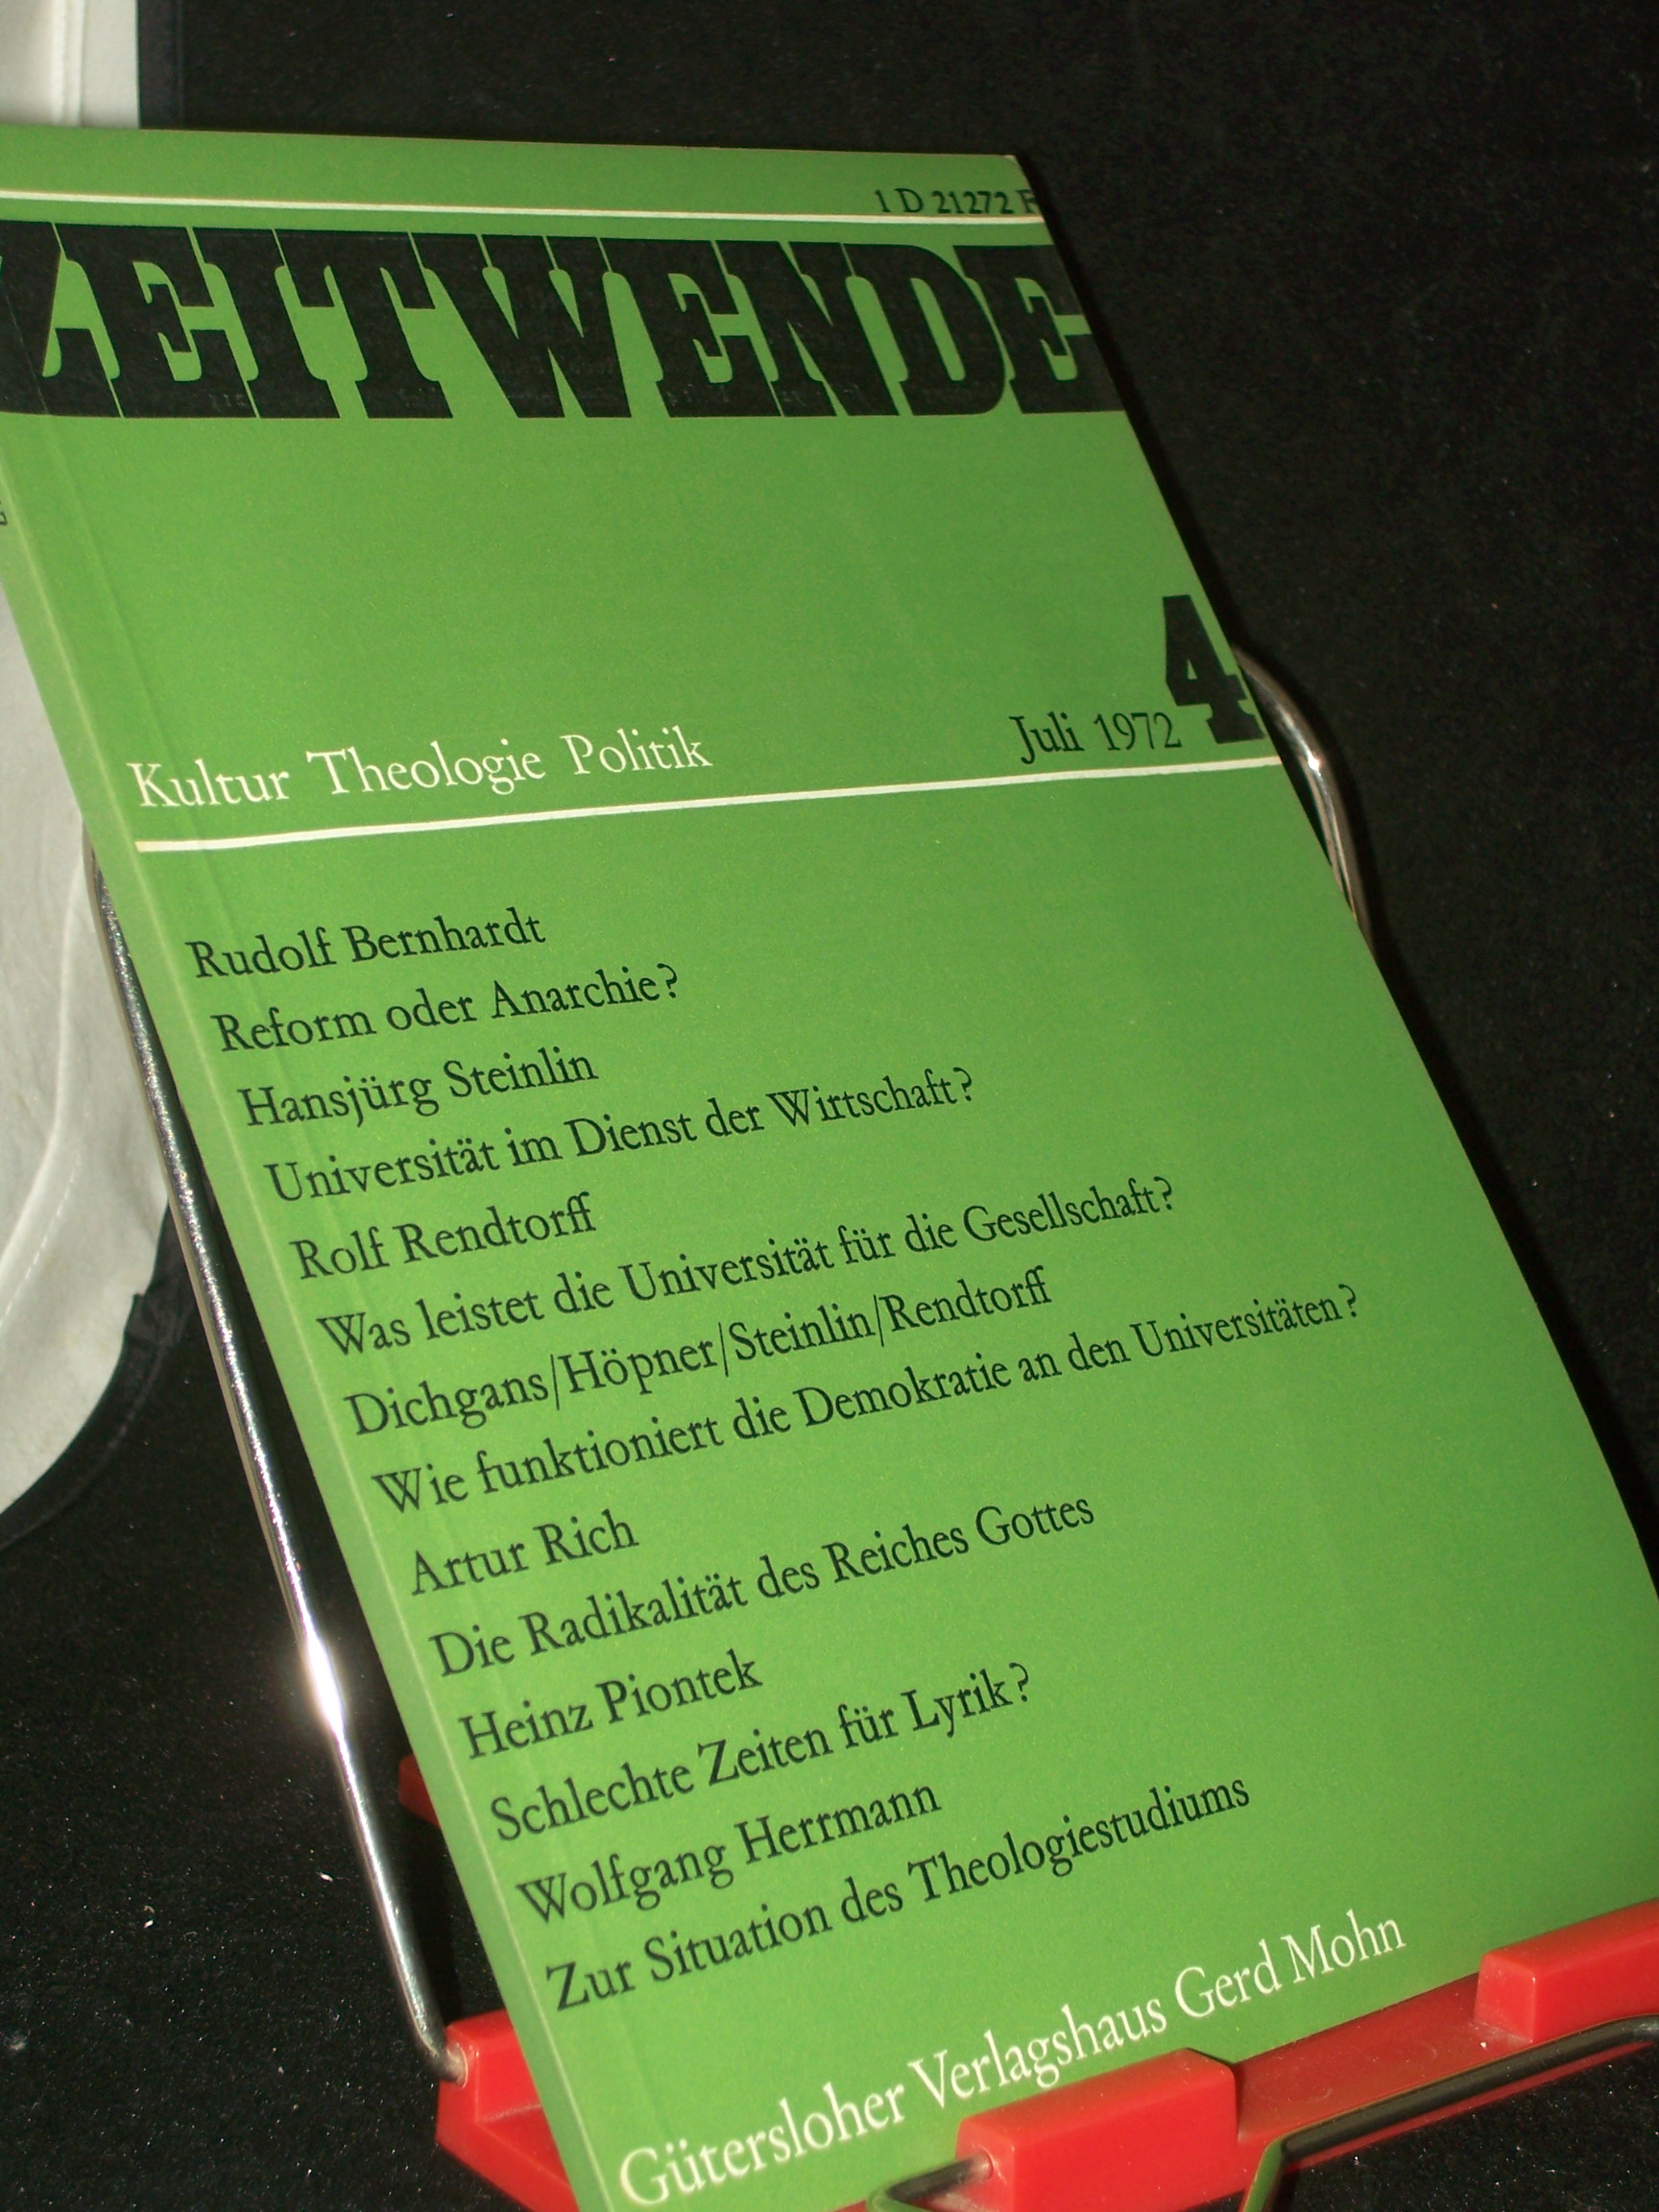 1 D 21272 F
ZEITWENDE
4
Kultur Theologie Politik Juli 1972
Rudolf Bernhardt
Reform oder Anarchie?
Hansjürg Steinlin
Universität im Dienst der Wirtschaft?
Rolf Rendtorff
Was leistet die Universität für die Gesellschaft?
Dichgans/Höpner/Steinlin/Rendtorff
Wie funktioniert die Demokratie an den Universitäten?
Artur Rich
Die Radikalität des Reiches Gottes
Heinz Piontek
Schlechte Zeiten für Lyrik?
Wolfgang Herrmann
Zur Situation des Theologiestudiums
Gütersloher Verlagshaus Gerd Mohn